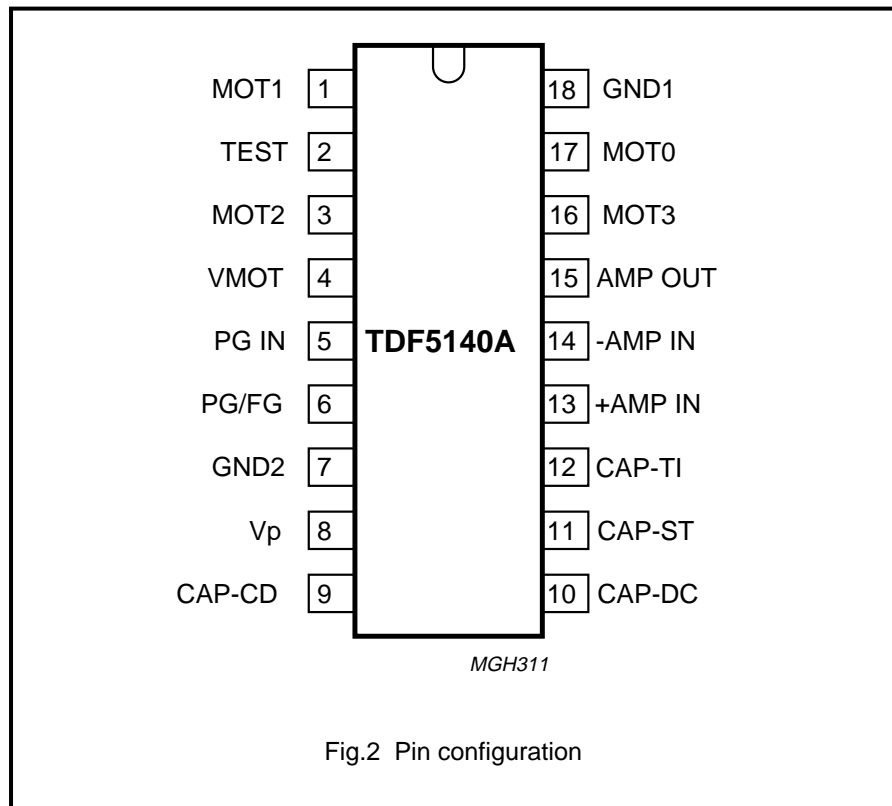 MOT1 1 18 GND1
TEST 2 17 MOT0
MOT2 3 16 MOT3
VMOT 4 15 AMP OUT
PG IN 5 TDF5140A 14 -AMP IN
PG/FG 6 13 +AMP IN
GND2 7 12 CAP-TI
Vp 8 11 CAP-ST
CAP-CD 9 10 CAP-DC
MGH311
Fig.2 Pin configuration